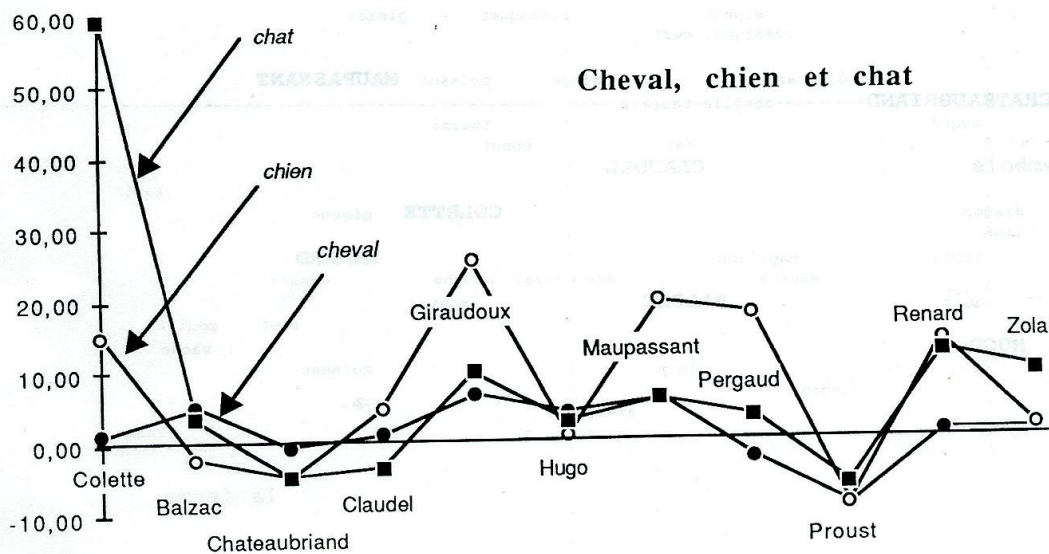 Cheval, chien et chat
60,00
50,00
40,00
30,00
20,00
10,00
0,00
-10,00
chat
chien
cheval
Colette
Balzac
Chateaubriand
Claudel
Giraudoux
Hugo
Maupassant
Pergaud
Proust
Renard
Zola